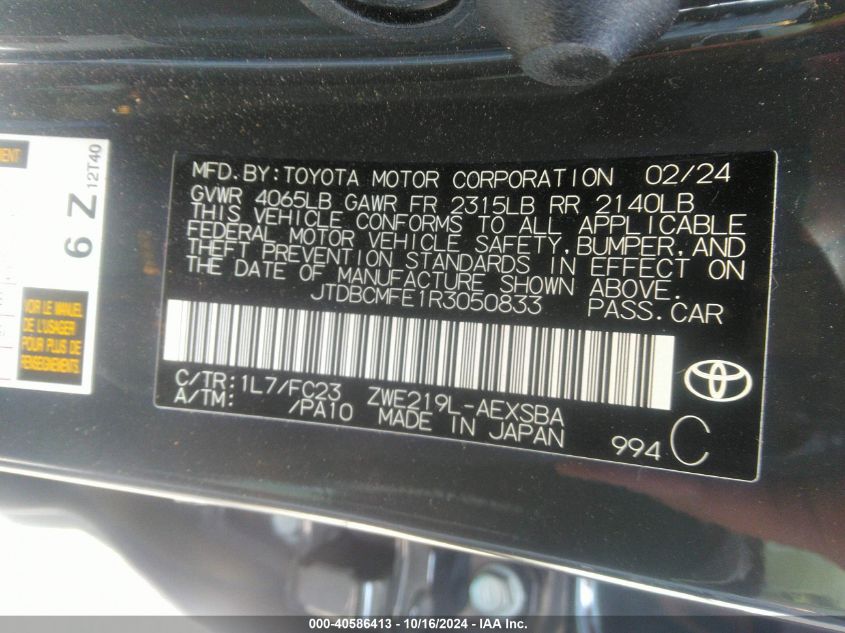 MFD.BY:TOYOTA MOTOR CORPORATION 02/24
GVWR 4065LB GAWR FR 2315LB RR 2140LB
THIS VEHICLE CONFORMS TO ALL APPLICABLE
FEDERAL MOTOR VEHICLE SAFETY,BUMPER,AND
THEFT PREVENTION STANDARDS IN EFFECT ON
THE DATE OF MANUFACTURE SHOWN ABOVE.
JTDBCMFE1R3050833 PASS.CAR
C/TR:1L7/FC23 ZWE219L-AEXSBA
A/TM: /PA10 MADE IN JAPAN
994 C
6 Z
12T40
VOIR LE MANUEL
DE L'USAGER
POUR PLUS DE
RENSEIGNEMENTS
000-40586413 - 10/16/2024 - IAA Inc.